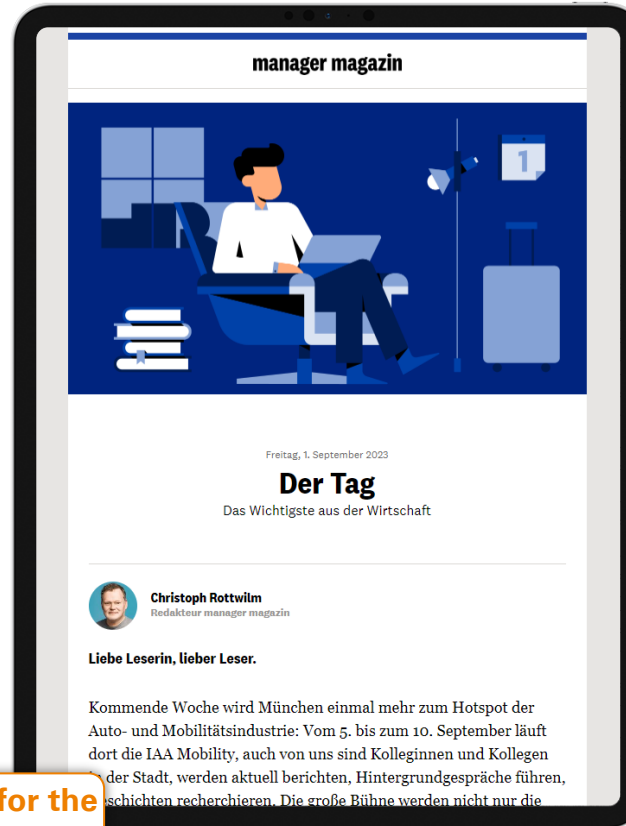 manager magazin
1
Freitag, 1. September 2023
Der Tag
Das Wichtigste aus der Wirtschaft
Christoph Rottwilm
Redakteur manager magazin
Liebe Leserin, lieber Leser.
Kommende Woche wird München einmal mehr zum Hotspot der
Auto- und Mobilitätsindustrie: Vom 5. bis zum 10. September läuft
dort die IAA Mobility, auch von uns sind Kolleginnen und Kollegen
der Stadt, werden aktuell berichten, Hintergrundgespräche führen,
schichten recherchieren. Die große Bühne werden nicht nur die
for the